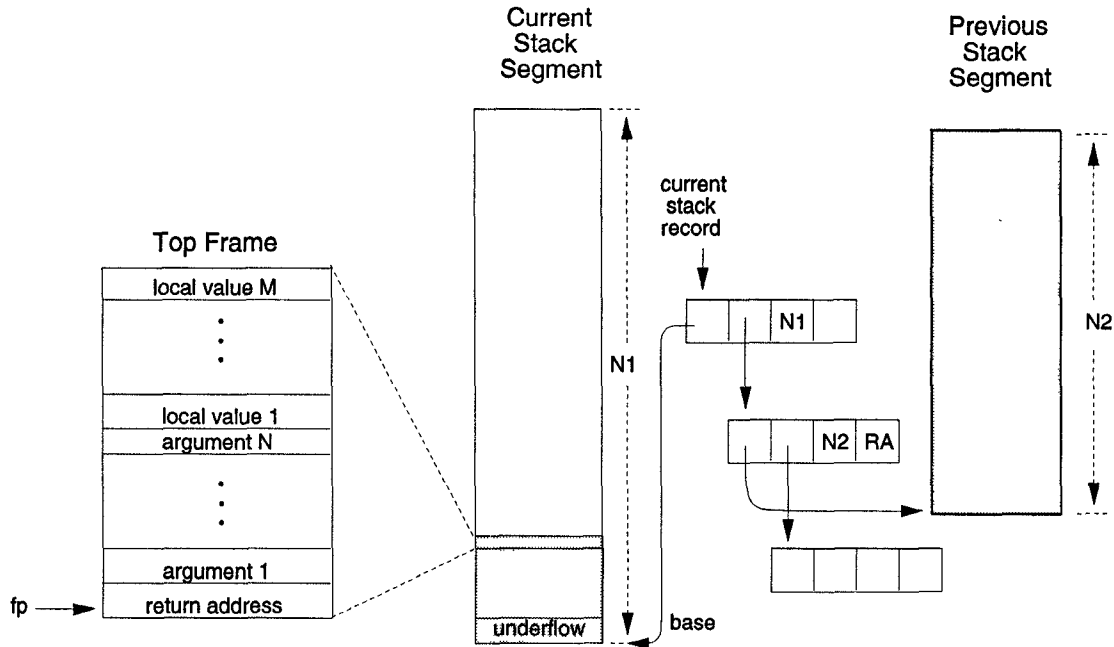 Current
Stack
Segment
Previous
Stack
Segment
current
stack
record
Top Frame
local value M
N1
N2
N1
local value 1
argument N
N2 RA
argument 1
fp
return address
underflow
base